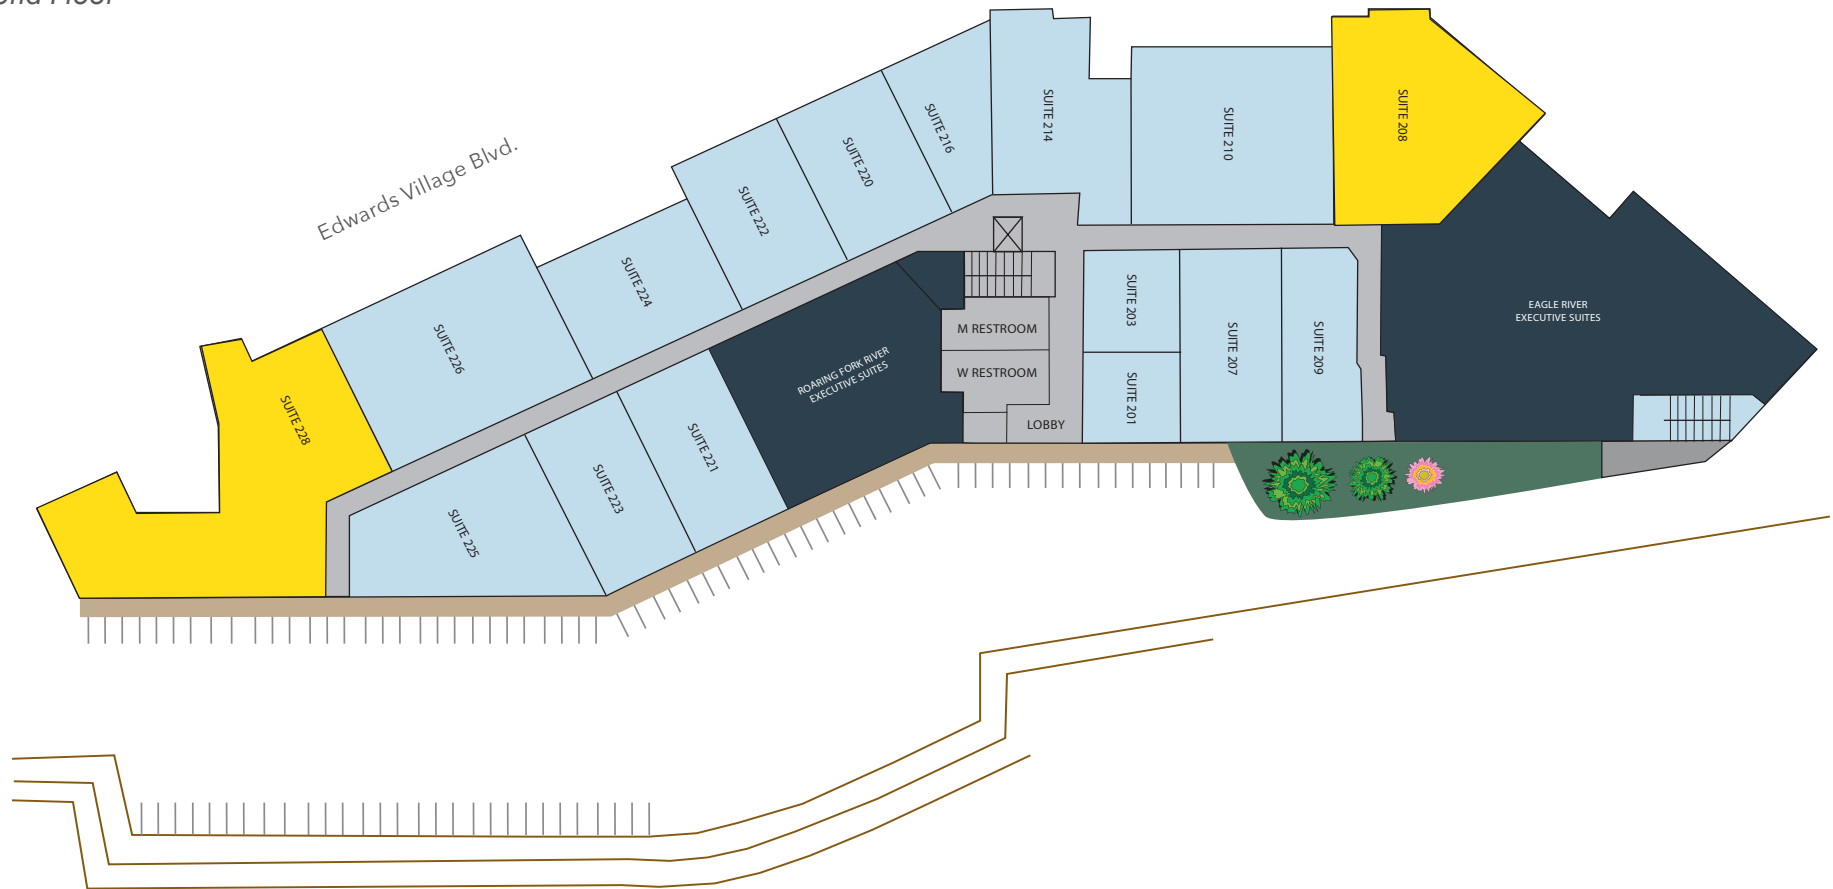 Floor
Edwards Village Blvd.
SUITE 208
SUITE 214
SUITE 210
SUITE 216
SUITE 220
SUITE 222
SUITE 224
SUITE 226
SUITE 228
SUITE 203
SUITE 201
SUITE 207
SUITE 209
EAGLE RIVER
EXECUTIVE SUITES
M RESTROOM
W RESTROOM
LOBBY
ROARING FORK RIVER
EXECUTIVE SUITES
SUITE 221
SUITE 223
SUITE 225